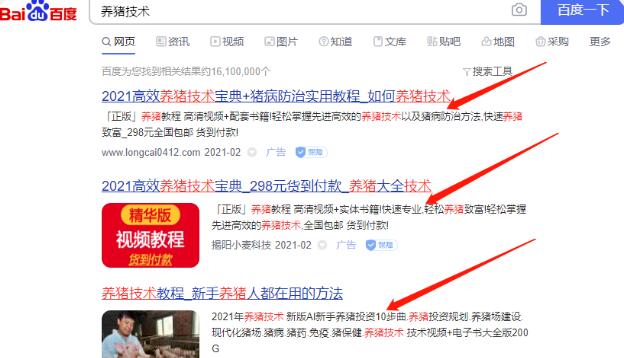 Bai du 百度
养猪技术
百度一下
网页 资讯 视频 图片 知道 文库 贴吧 地图 采购 更多
百度为您找到相关结果约16,100,000个
搜索工具
2021高效养猪技术宝典+猪病防治实用教程_如何养猪技术
「正版」养猪教程 高清视频+配套书籍!轻松掌握先进高效的养猪技术以及猪病防治方法,快速养猪
致富_298元全国包邮 货到付款!
www.longcai0412.com 2021-02 广告 保障
2021高效养猪技术宝典_298元货到付款_养猪大全技术
精华版
视频教程
货到付款
「正版」养猪教程 高清视频+实体书籍!快速专业,轻松养猪致富!轻松掌握
先进高效的养猪技术,全国包邮 货到付款!
揭阳小麦科技 2021-02 广告 保障
养猪技术教程_新手养猪人都在用的方法
2021年养猪技术 新版AI新手养猪投资10步曲.养猪投资规划.养猪场建设.
现代化猪场.猪病.猪药.免疫.猪保健.养猪技术 技术视频+电子书大全版200
G